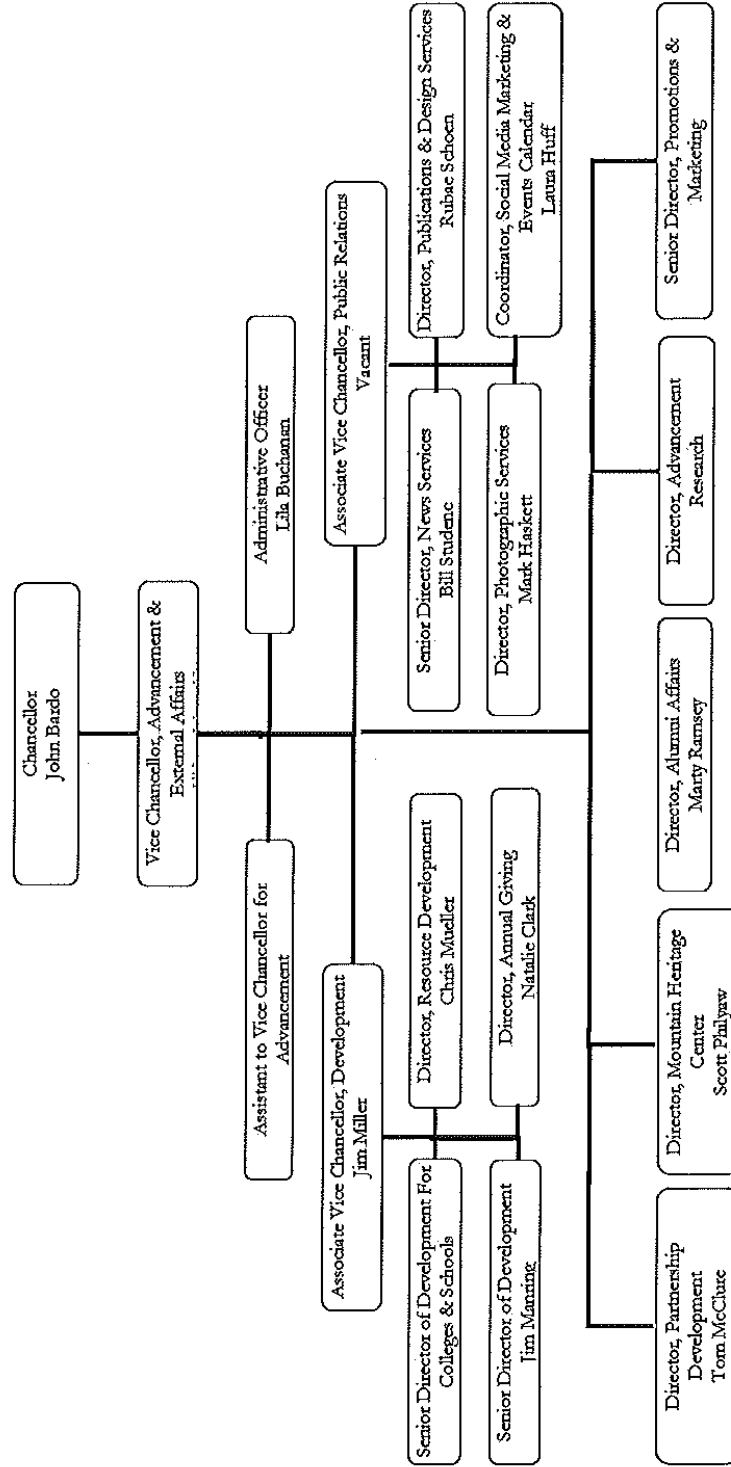 Chancellor
John Bardo
Vice Chancellor, Advancement &
External Affairs
Assistant to Vice Chancellor for
Advancement
Administrative Officer
Lila Buchanan
Associate Vice Chancellor, Development
Jim Miller
Associate Vice Chancellor, Public Relations
Vacant
Senior Director of Development For
Colleges & Schools
Director, Resource Development
Chris Mueller
Senior Director, News Services
Bill Studenc
Director, Publications & Design Services
Rubae Schoen
Senior Director of Development
Jim Manring
Director, Annual Giving
Natalie Clark
Director, Photographic Services
Mark Haskett
Coordinator, Social Media Marketing &
Events Calendar,
Laura Huff
Director, Partnership
Development
Tom McClure
Director, Mountain Heritage
Center
Scott Philyaw
Director, Alumni Affairs
Marty Ramsey
Director, Advancement
Research
Senior Director, Promotions &
Marketing